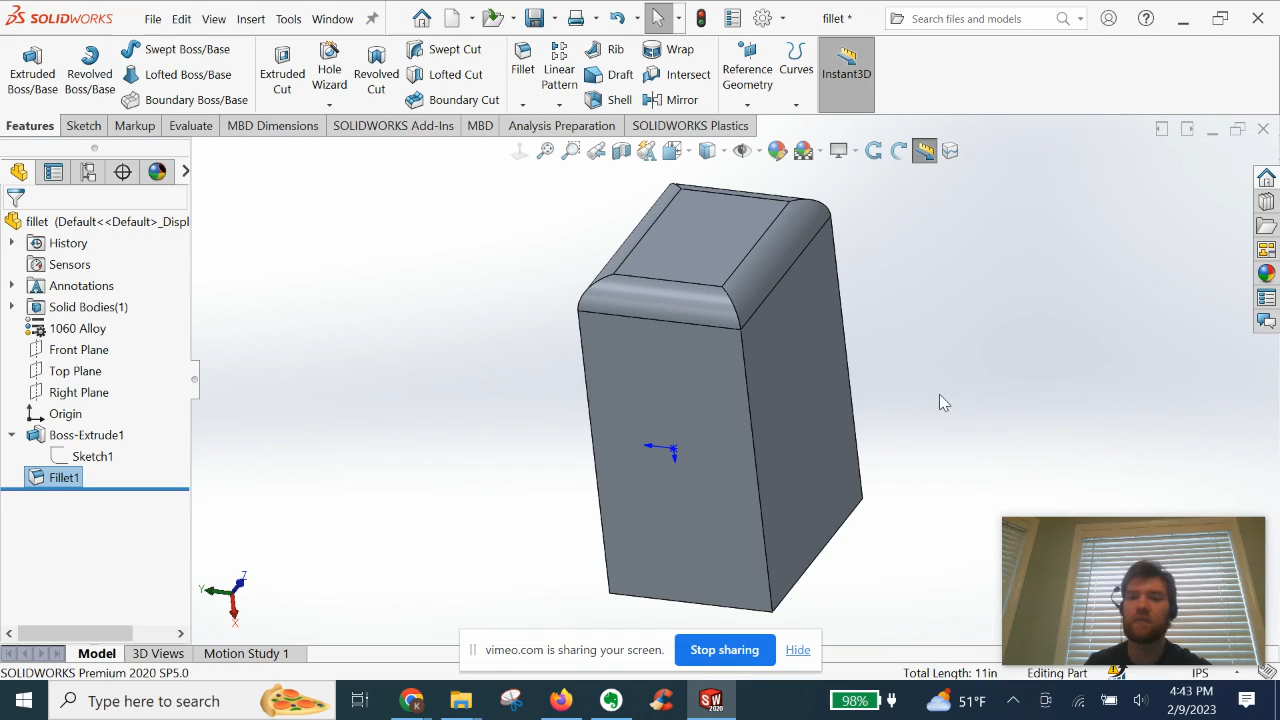 SOLIDWORKS
File
Edit
View
Insert
Tools
Window
fillet *
Search files and models
Extruded Boss/Base
Revolved Boss/Base
Swept Boss/Base
Lofted Boss/Base
Boundary Boss/Base
Extruded Cut
Hole Wizard
Revolved Cut
Swept Cut
Lofted Cut
Boundary Cut
Fillet
Linear Pattern
Rib
Draft
Shell
Wrap
Intersect
Mirror
Reference Geometry
Curves
Instant3D
Features
Sketch
Markup
Evaluate
MBD Dimensions
SOLIDWORKS Add-Ins
MBD
Analysis Preparation
SOLIDWORKS Plastics
fillet (Default<<Default>_Displ
History
Sensors
Annotations
Solid Bodies(1)
1060 Alloy
Front Plane
Top Plane
Right Plane
Origin
Boss-Extrude1
Sketch1
Fillet1
Z
Y
X
vimeo.com is sharing your screen.
Stop sharing
Hide
Model
3D Views
Motion Study 1
SOLIDWORKS Premium 2020 SP5.0
Total Length: 11in
Editing Part
IPS
Type here to search
SW
2020
98%
51°F
4:43 PM
2/9/2023